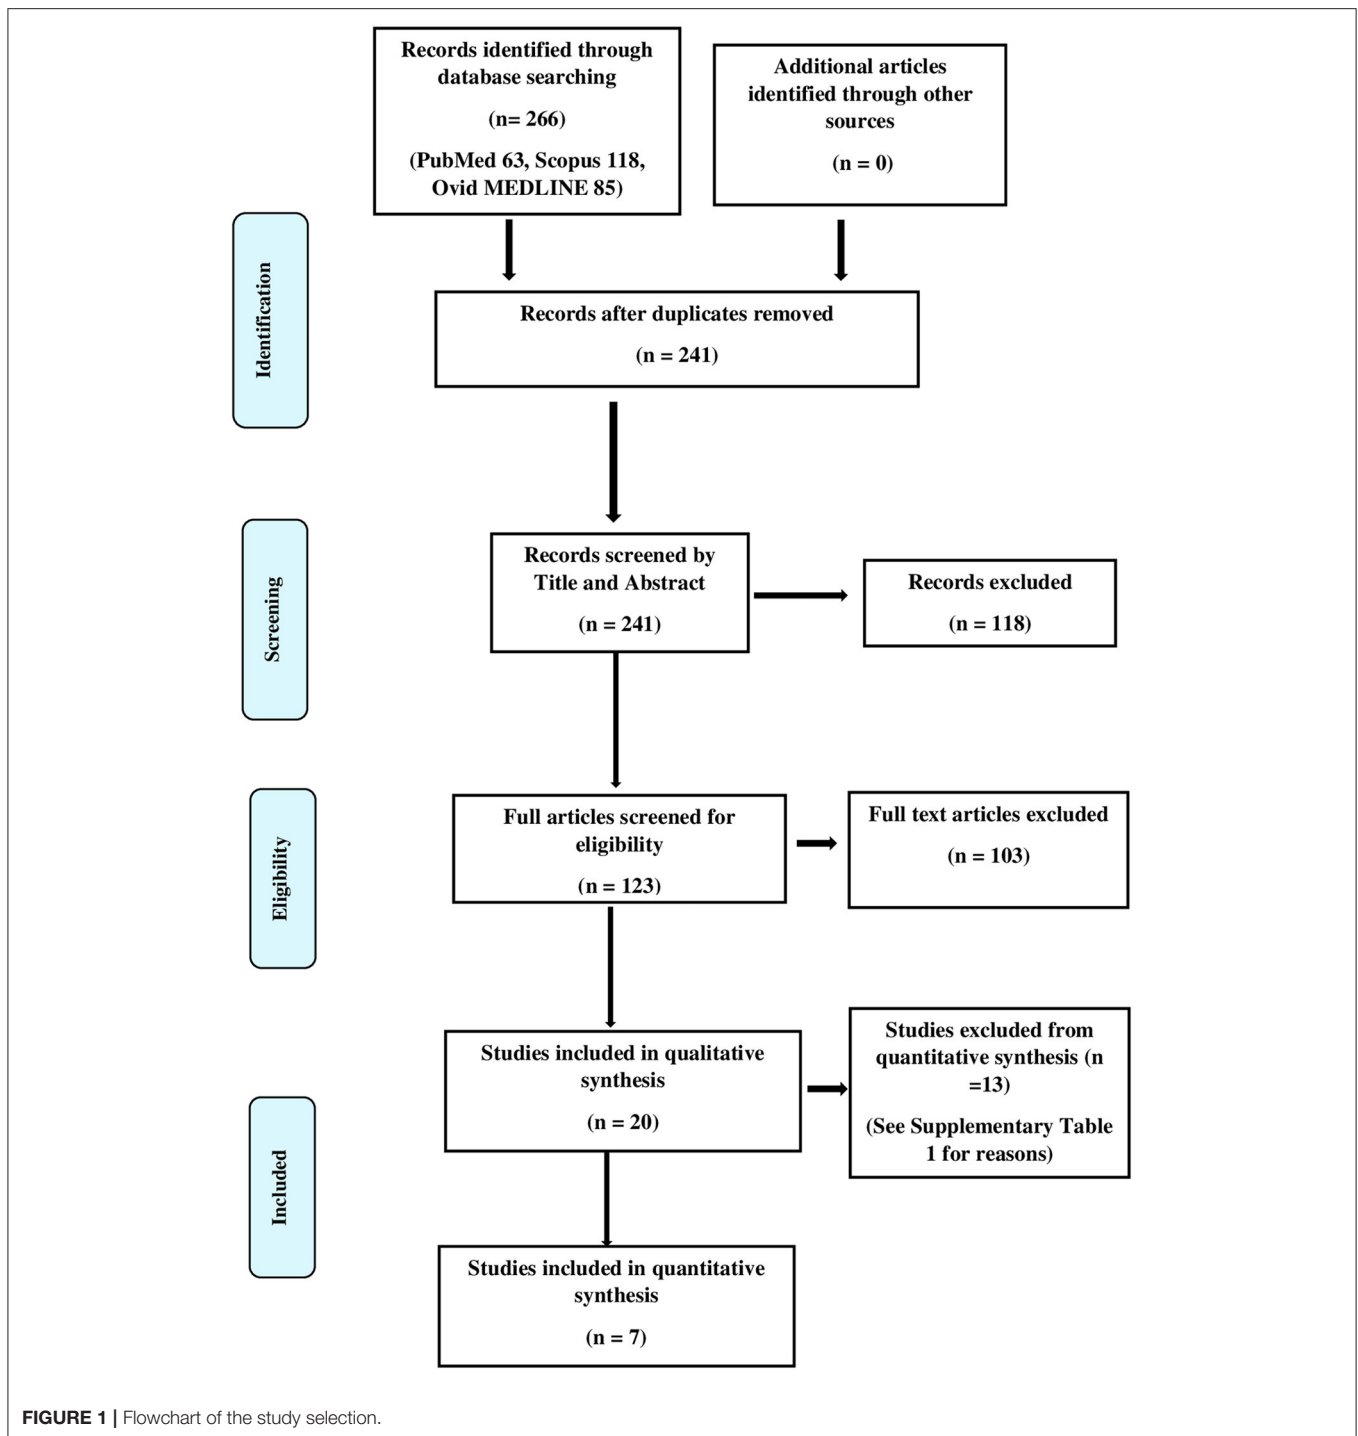 Records identified through
database searching
(n= 266)
(PubMed 63, Scopus 118,
Ovid MEDLINE 85)
Additional articles
identified through other
sources
(n = 0)
Identification
Records after duplicates removed
(n = 241)
Screening
Records screened by
Title and Abstract
(n = 241)
Records excluded
(n = 118)
Eligibility
Full articles screened for
eligibility
(n = 123)
Full text articles excluded
(n = 103)
Included
Studies included in qualitative
synthesis
(n = 20)
Studies excluded from
quantitative synthesis (n
=13)
(See Supplementary Table
1 for reasons)
Studies included in quantitative
synthesis
(n = 7)
FIGURE 1 | Flowchart of the study selection.